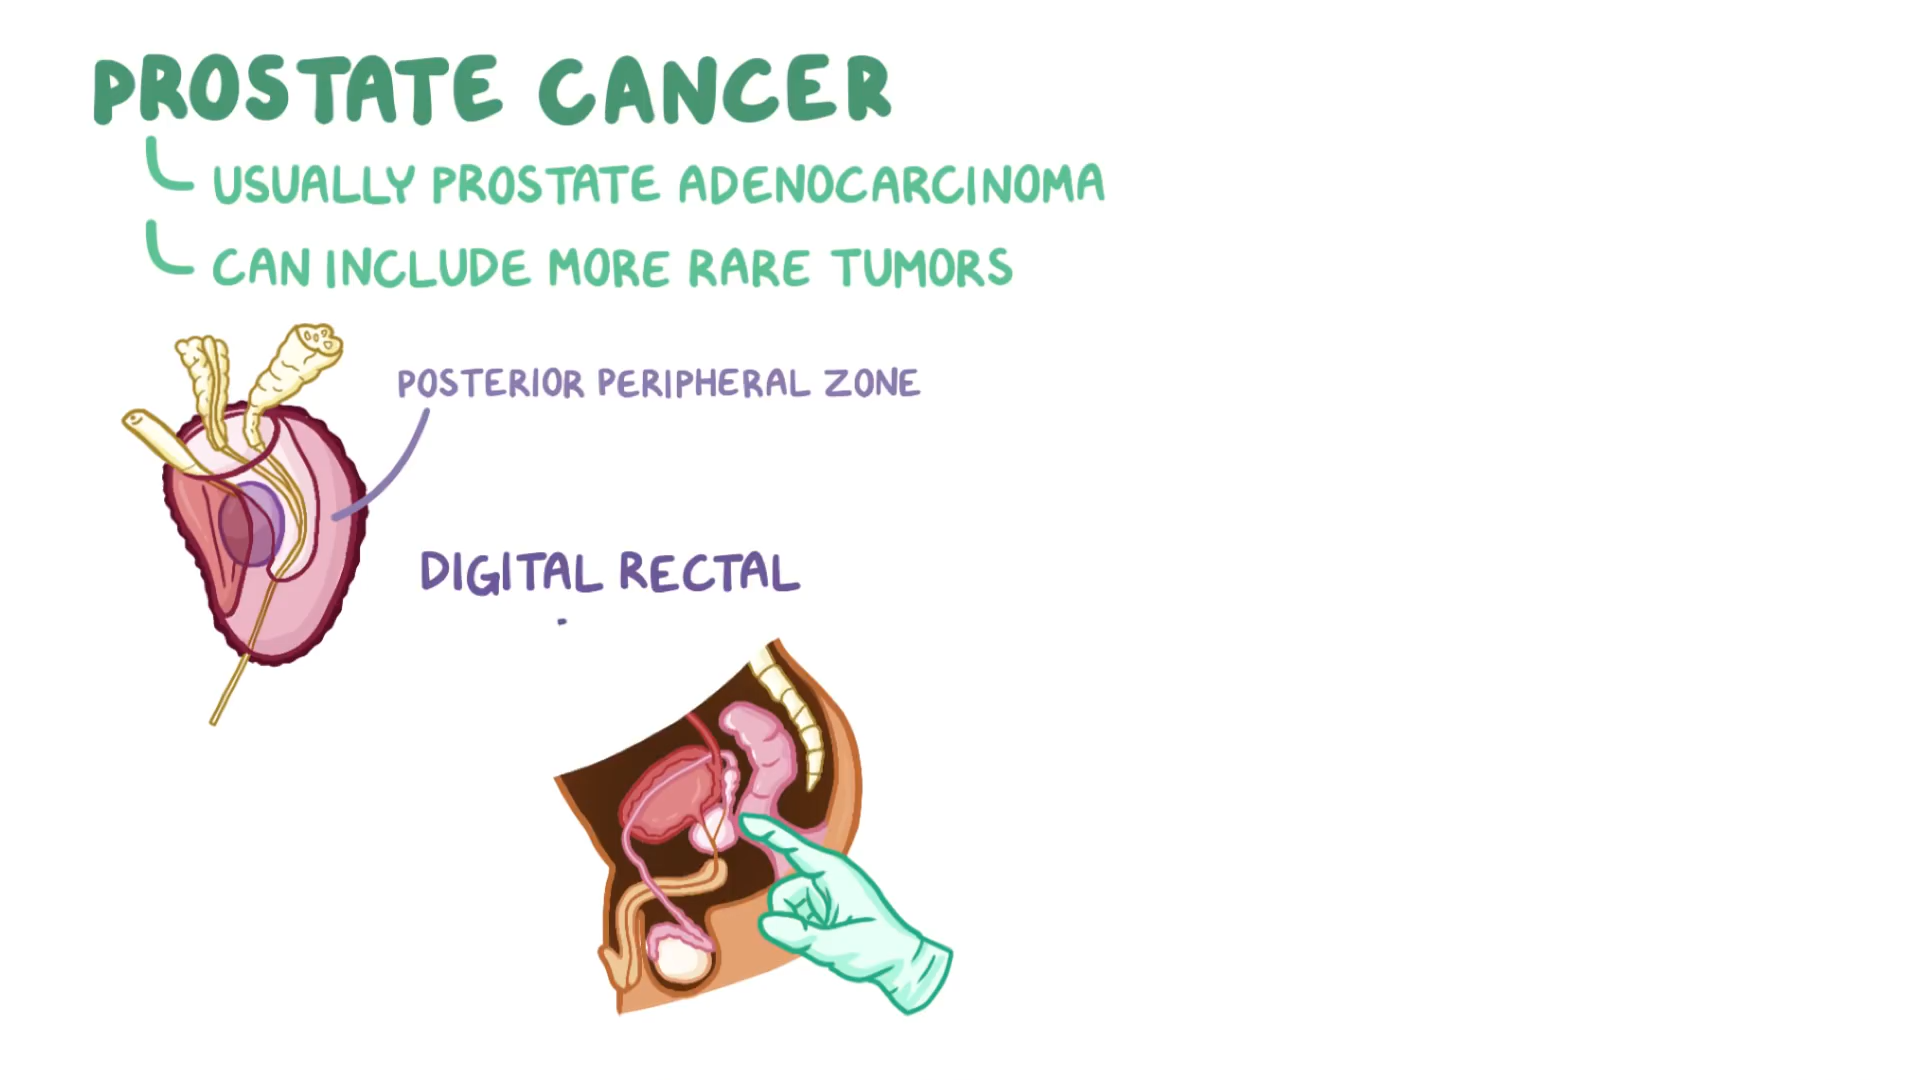 PROSTATE CANCER
USUALLY PROSTATE ADENOCARCINOMA
CAN INCLUDE MORE RARE TUMORS
POSTERIOR PERIPHERAL ZONE
DIGITAL RECTAL